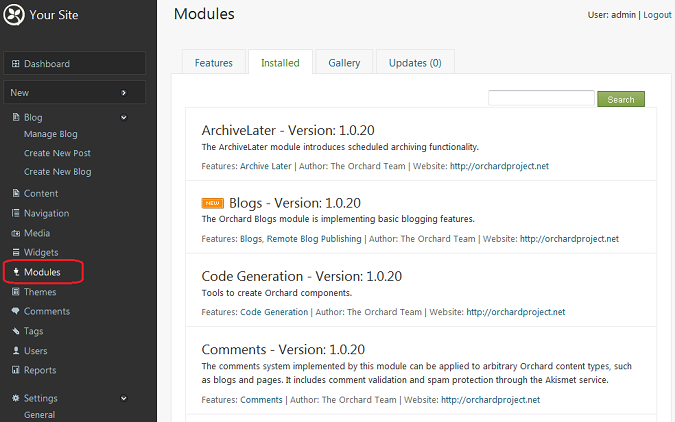 Your Site
Dashboard
New
Blog
Manage Blog
Create New Post
Create New Blog
Content
Navigation
Media
Widgets
Modules
Themes
Comments
Tags
Users
Reports
Settings
General
Modules
User: admin | Logout
Features
Installed
Gallery
Updates (0)
Search
ArchiveLater - Version: 1.0.20
The ArchiveLater module introduces scheduled archiving functionality.
Features: Archive Later | Author: The Orchard Team | Website: http://orchardproject.net
NEW Blogs - Version: 1.0.20
The Orchard Blogs module is implementing basic blogging features.
Features: Blogs, Remote Blog Publishing | Author: The Orchard Team | Website: http://orchardproject.net
Code Generation - Version: 1.0.20
Tools to create Orchard components.
Features: Code Generation | Author: The Orchard Team | Website: http://orchardproject.net
Comments - Version: 1.0.20
The comments system implemented by this module can be applied to arbitrary Orchard content types, such
as blogs and pages. It includes comment validation and spam protection through the Akismet service.
Features: Comments | Author: The Orchard Team | Website: http://orchardproject.net